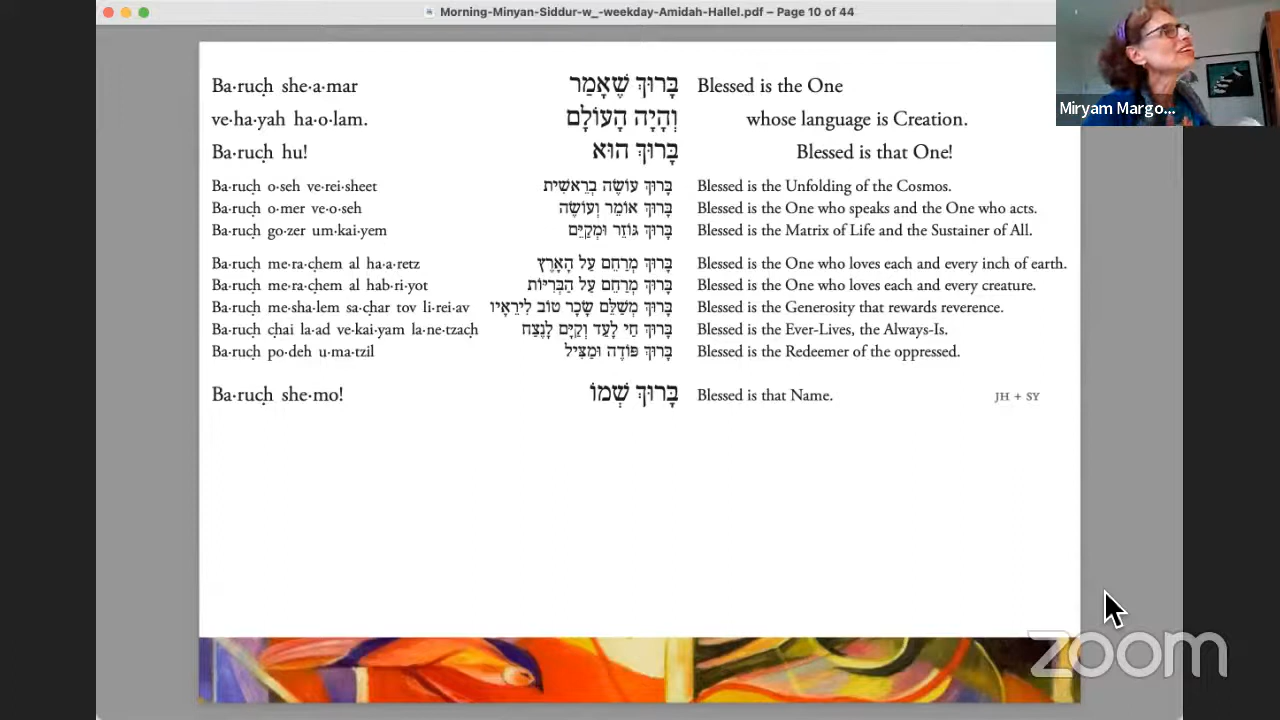 Morning-Minyan-Siddur-w_-weekday-Amidah-Hallel.pdf – Page 10 of 44
Miryam Margo...
Ba·ruch̩ she·a·mar בָּרוּךְ שֶׁאָמַר Blessed is the One
ve·ha·yah ha·o·lam. וְהָיָה הָעוֹלָם whose language is Creation.
Ba·ruch̩ hu! בָּרוּךְ הוּא Blessed is that One!
Ba·ruch̩ o·seh ve·rei·sheet בָּרוּךְ עוֹשֶׂה בְרֵאשִׁית Blessed is the Unfolding of the Cosmos.
Ba·ruch̩ o·mer ve·o·seh בָּרוּךְ אוֹמֵר וְעוֹשֶׂה Blessed is the One who speaks and the One who acts.
Ba·ruch̩ go·zer um·kai·yem בָּרוּךְ גּוֹזֵר וּמְקַיֵּם Blessed is the Matrix of Life and the Sustainer of All.
Ba·ruch̩ me·ra·ch̩em al ha·a·retz בָּרוּךְ מְרַחֵם עַל הָאָרֶץ Blessed is the One who loves each and every inch of earth.
Ba·ruch̩ me·ra·ch̩em al hab·ri·yot בָּרוּךְ מְרַחֵם עַל הַבְּרִיּוֹת Blessed is the One who loves each and every creature.
Ba·ruch̩ me·sha·lem sa·ch̩ar tov li·rei·av בָּרוּךְ מְשַׁלֵּם שָׂכָר טוֹב לִירֵאָיו Blessed is the Generosity that rewards reverence.
Ba·ruch̩ ch̩ai la·ad ve·kai·yam la·ne·tzach̩ בָּרוּךְ חַי לָעַד וְקַיָּם לָנֶצַח Blessed is the Ever-Lives, the Always-Is.
Ba·ruch̩ po·deh u·ma·tzil בָּרוּךְ פּוֹדֶה וּמַצִּיל Blessed is the Redeemer of the oppressed.
Ba·ruch̩ she·mo! בָּרוּךְ שְׁמוֹ Blessed is that Name. JH + SY
zoom